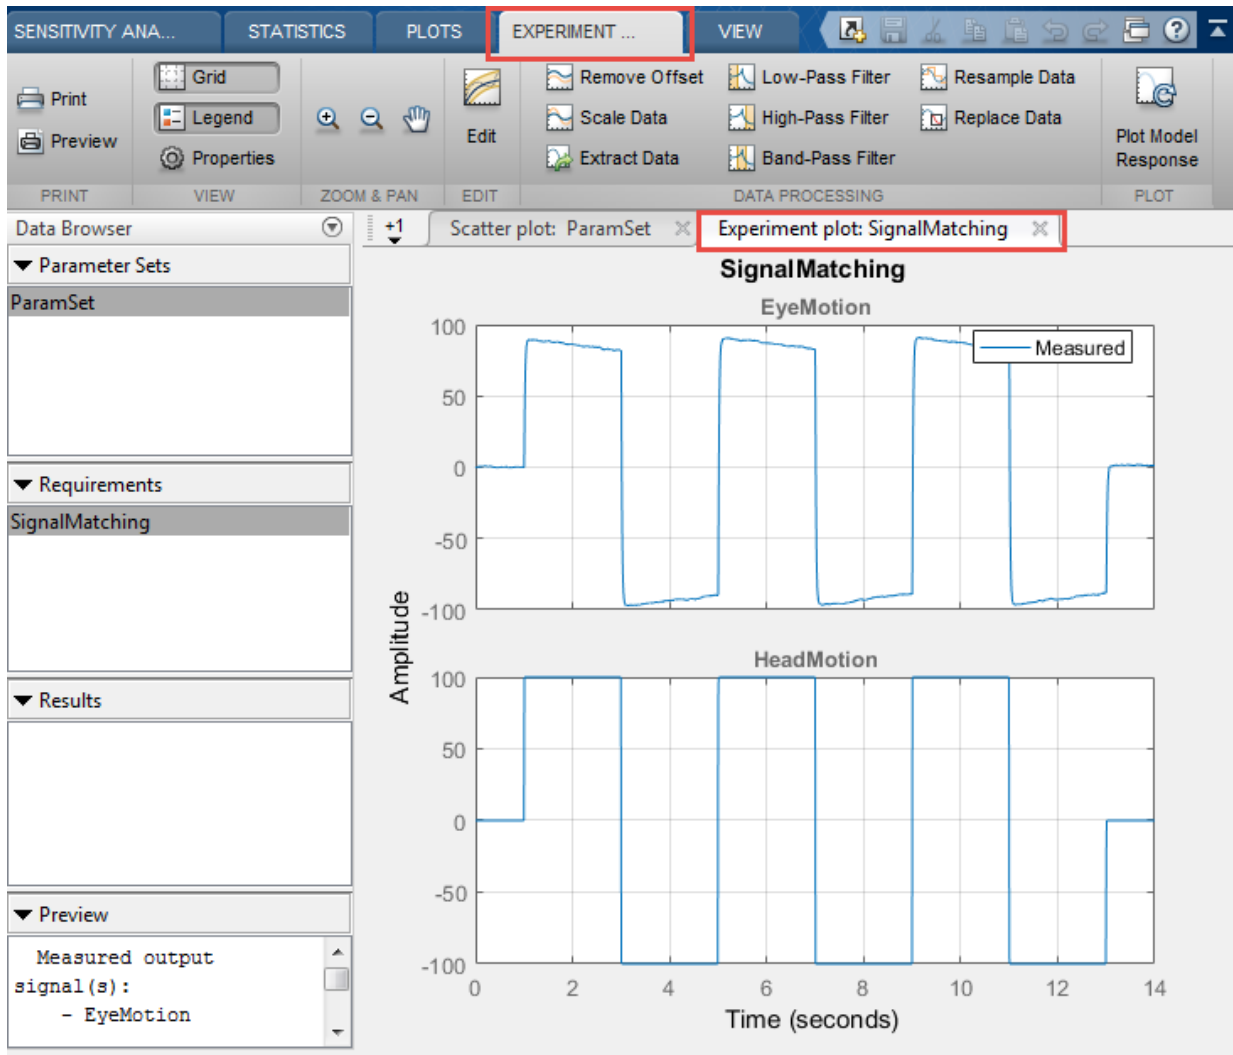 SENSITIVITY ANA... STATISTICS PLOTS EXPERIMENT ... VIEW
Print
Preview
PRINT
Grid
Legend
Properties
VIEW
ZOOM & PAN
Edit
EDIT
Remove Offset Low-Pass Filter Resample Data
Scale Data High-Pass Filter Replace Data
Extract Data Band-Pass Filter
DATA PROCESSING
Plot Model
Response
PLOT
Data Browser
Parameter Sets
ParamSet
Requirements
SignalMatching
Results
Preview
Measured output
signal(s):
- EyeMotion
+1 Scatter plot: ParamSet Experiment plot: SignalMatching
SignalMatching
EyeMotion
100
50
0
-50
-100
Measured
Amplitude
HeadMotion
100
50
0
-50
-100
0 2 4 6 8 10 12 14
Time (seconds)